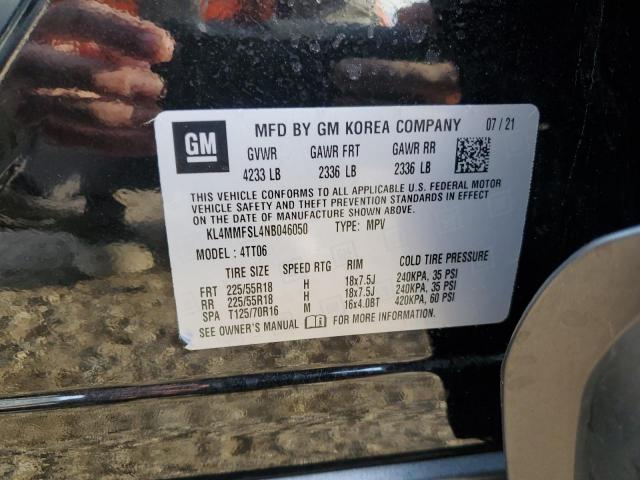 GM MFD BY GM KOREA COMPANY 07/21
GVWR GAWR FRT GAWR RR
4233 LB 2336 LB 2336 LB
THIS VEHICLE CONFORMS TO ALL APPLICABLE U.S. FEDERAL MOTOR
VEHICLE SAFETY AND THEFT PREVENTION STANDARDS IN EFFECT
ON THE DATE OF MANUFACTURE SHOWN ABOVE.
KL4MMFSL4NB046050 TYPE: MPV
MODEL: 4TT06
TIRE SIZE SPEED RTG RIM COLD TIRE PRESSURE
FRT 225/55R18 H 18x7.5J 240KPA, 35 PSI
RR 225/55R18 H 18x7.5J 240KPA, 35 PSI
SPA T125/70R16 M 16x4.0BT 420KPA, 60 PSI
SEE OWNER'S MANUAL FOR MORE INFORMATION.